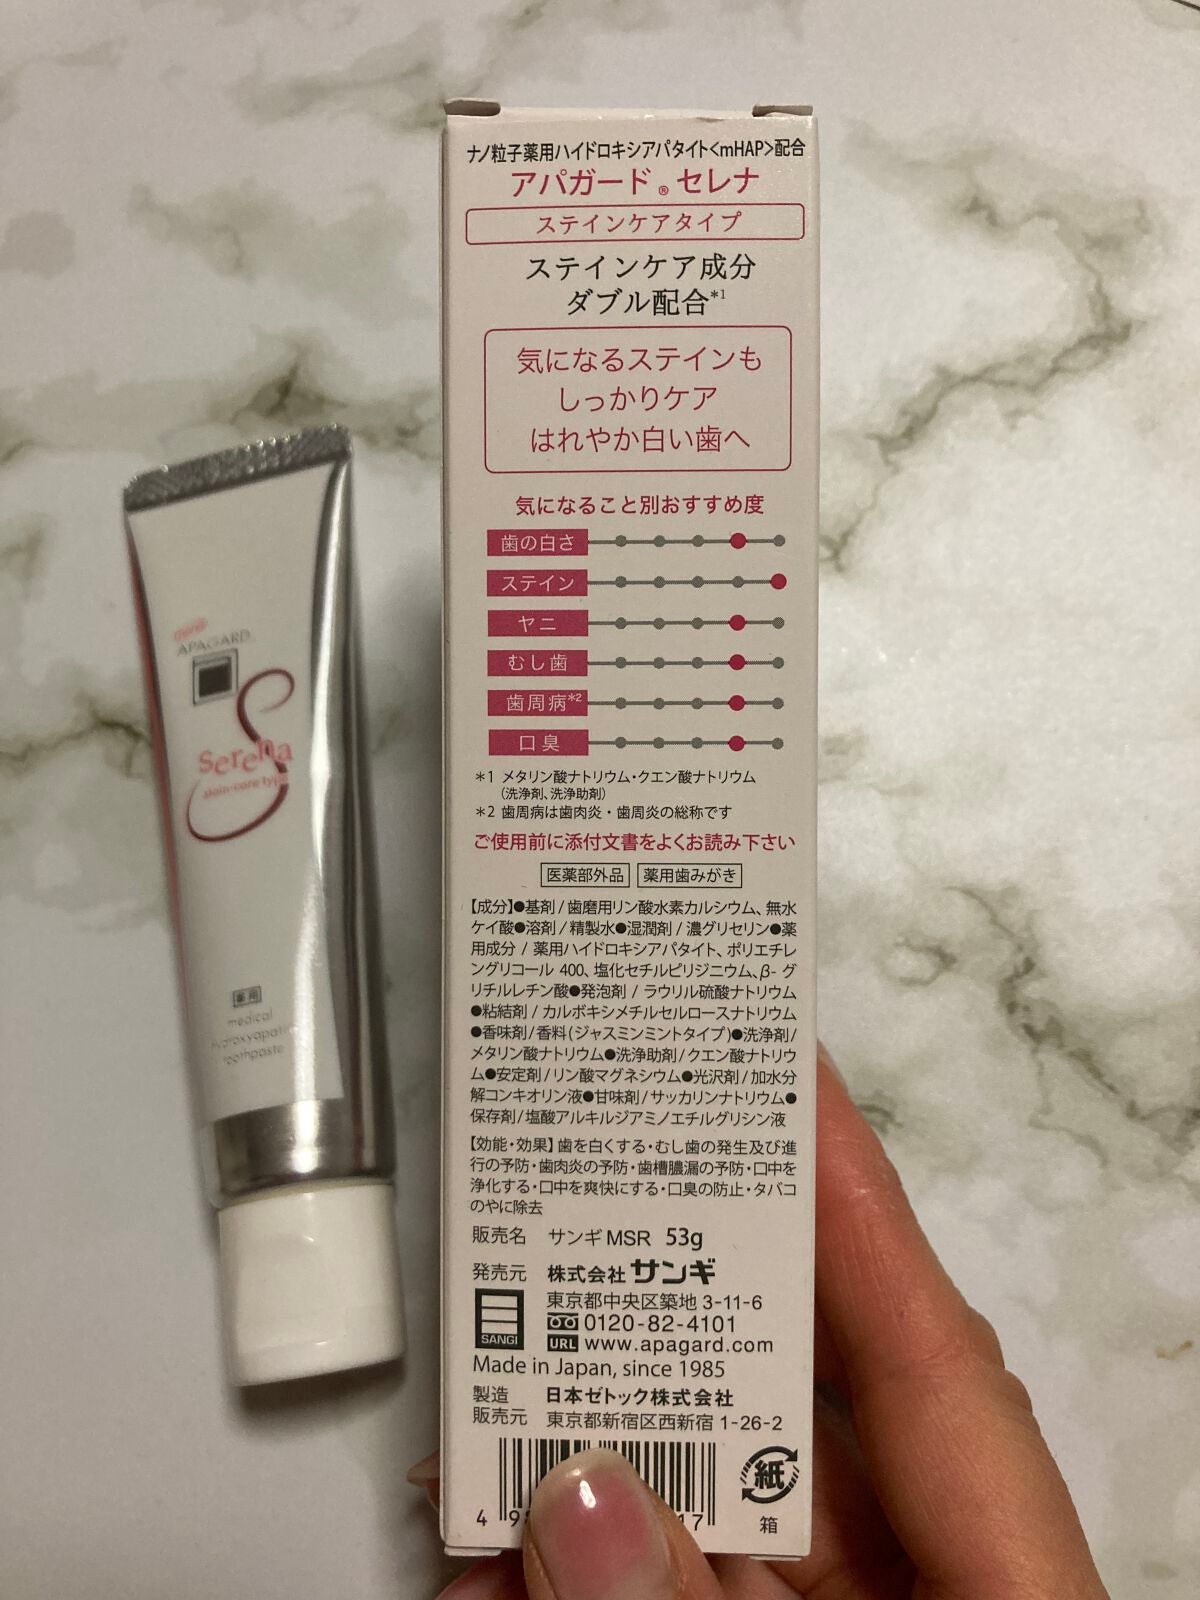 APAGARD
S
serena
stain-care type
薬用
medical
hydroxyapatite
toothpaste
ナノ粒子薬用ハイドロキシアパタイト<mHAP>配合
アパガード® セレナ
ステインケアタイプ
ステインケア成分
ダブル配合*1
気になるステインも
しっかりケア
はれやか白い歯へ
気になること別おすすめ度
歯の白さ
ステイン
ヤニ
むし歯
歯周病*2
口臭
*1 メタリン酸ナトリウム・クエン酸ナトリウム
(洗浄剤、洗浄助剤)
*2 歯周病は歯肉炎・歯周炎の総称です
ご使用前に添付文書をよくお読み下さい
医薬部外品 薬用歯みがき
【成分】●基剤/歯磨用リン酸水素カルシウム、無水
ケイ酸●溶剤/精製水●湿潤剤/濃グリセリン●薬
用成分/薬用ハイドロキシアパタイト、ポリエチレ
ングリコール 400、塩化セチルピリジニウム、β-グ
リチルレチン酸●発泡剤/ラウリル硫酸ナトリウム
●粘結剤/カルボキシメチルセルロースナトリウム
●香味剤/香料(ジャスミンミントタイプ)●洗浄剤/
メタリン酸ナトリウム●洗浄助剤/クエン酸ナトリウ
ム●安定剤/リン酸マグネシウム●光沢剤/加水分
解コンキオリン液●甘味剤/サッカリンナトリウム●
保存剤/塩酸アルキルジアミノエチルグリシン液
【効能・効果】歯を白くする・むし歯の発生及び進
行の予防・歯肉炎の予防・歯槽膿漏の予防・口中を
浄化する・口中を爽快にする・口臭の防止・タバコ
のやに除去
販売名 サンギMSR 53g
発売元 株式会社サンギ
東京都中央区築地 3-11-6
0120-82-4101
SANGI
URL www.apagard.com
Made in Japan, since 1985
製造
販売元
日本ゼトック株式会社
東京都新宿区西新宿 1-26-2
紙
箱
4 9 17